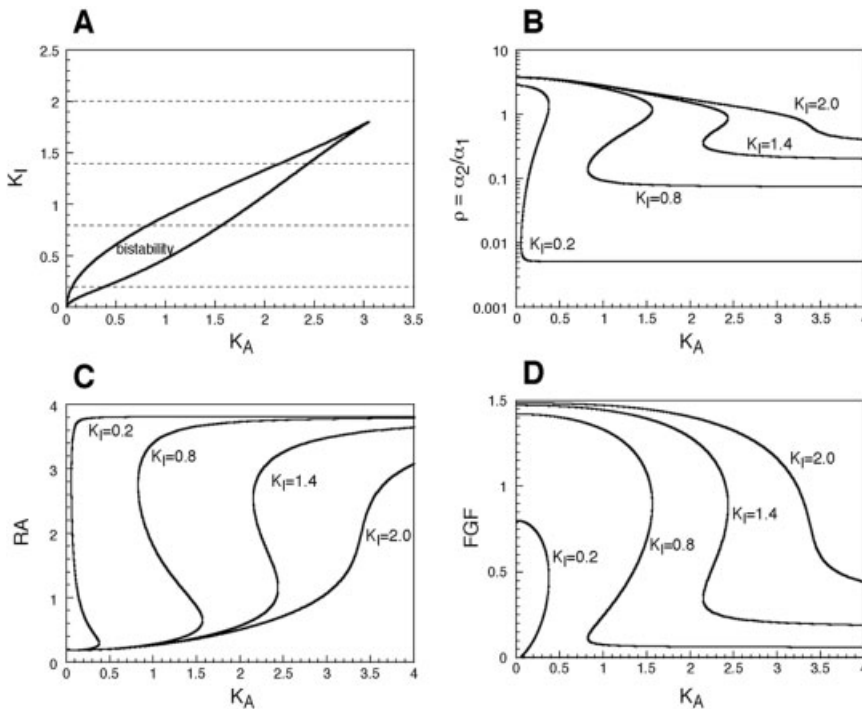 A
2.5
2
1.5
1
0.5
0
K_I
bistability
0 0.5 1 1.5 2 2.5 3 3.5
K_A
B
10
1
0.1
0.01
0.001
ρ = α₂/α₁
K_I=2.0
K_I=1.4
K_I=0.8
K_I=0.2
0 0.5 1 1.5 2 2.5 3 3.5 4
K_A
C
4
3
2
1
0
RA
K_I=0.2
K_I=0.8
K_I=1.4
K_I=2.0
0 0.5 1 1.5 2 2.5 3 3.5 4
K_A
D
1.5
1
0.5
0
FGF
K_I=2.0
K_I=1.4
K_I=0.8
K_I=0.2
0 0.5 1 1.5 2 2.5 3 3.5 4
K_A